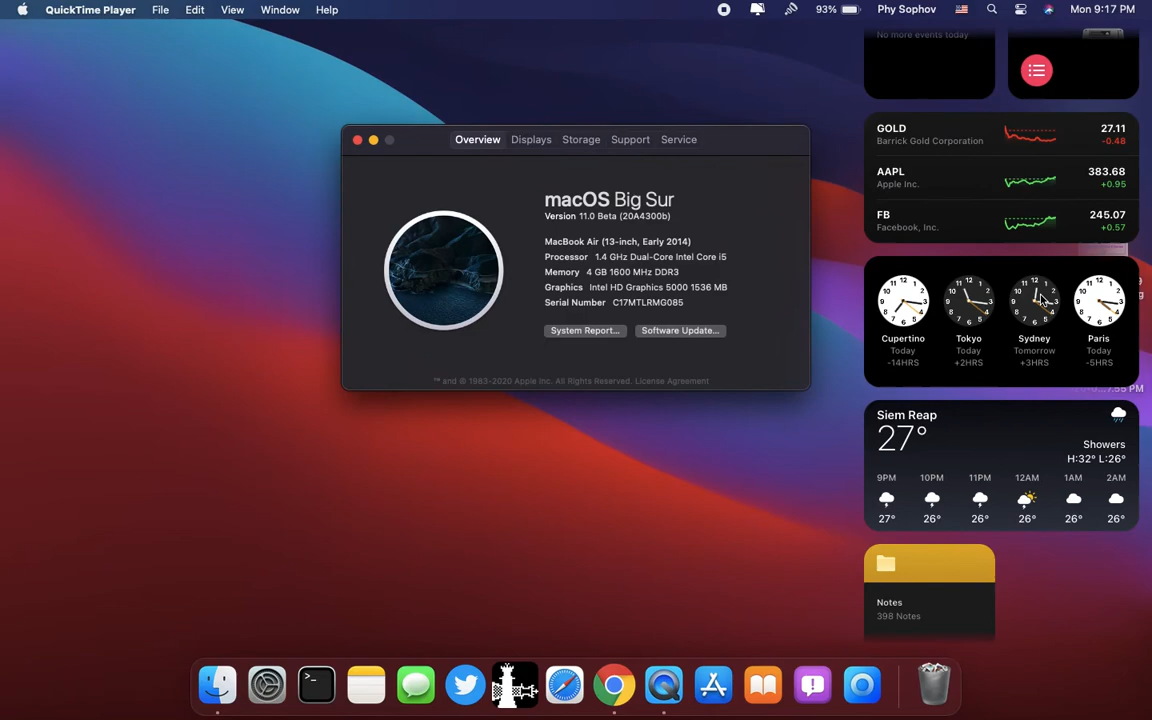 QuickTime Player File Edit View Window Help 93% Phy Sophov Mon 9:17 PM
No more events today
GOLD 27.11
Barrick Gold Corporation -0.48
AAPL 383.68
Apple Inc. +0.95
FB 245.07
Facebook, Inc. +0.57
Overview Displays Storage Support Service
macOS Big Sur
Version 11.0 Beta (20A4300b)
MacBook Air (13-inch, Early 2014)
Processor 1.4 GHz Dual-Core Intel Core i5
Memory 4 GB 1600 MHz DDR3
Graphics Intel HD Graphics 5000 1536 MB
Serial Number C17MTLRMG085
System Report... Software Update...
™ and © 1983-2020 Apple Inc. All Rights Reserved. License Agreement
Cupertino Tokyo Sydney Paris
Today Today Tomorrow Today
-14HRS +2HRS +3HRS -5HRS
7.55 PM
Siem Reap
27°
Showers
H:32° L:26°
9PM 10PM 11PM 12AM 1AM 2AM
27° 26° 26° 26° 26° 26°
Notes
398 Notes